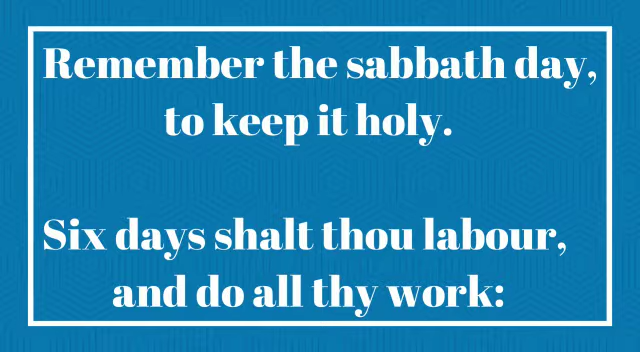 Remember the sabbath day,
to keep it holy.
Six days shalt thou labour,
and do all thy work: